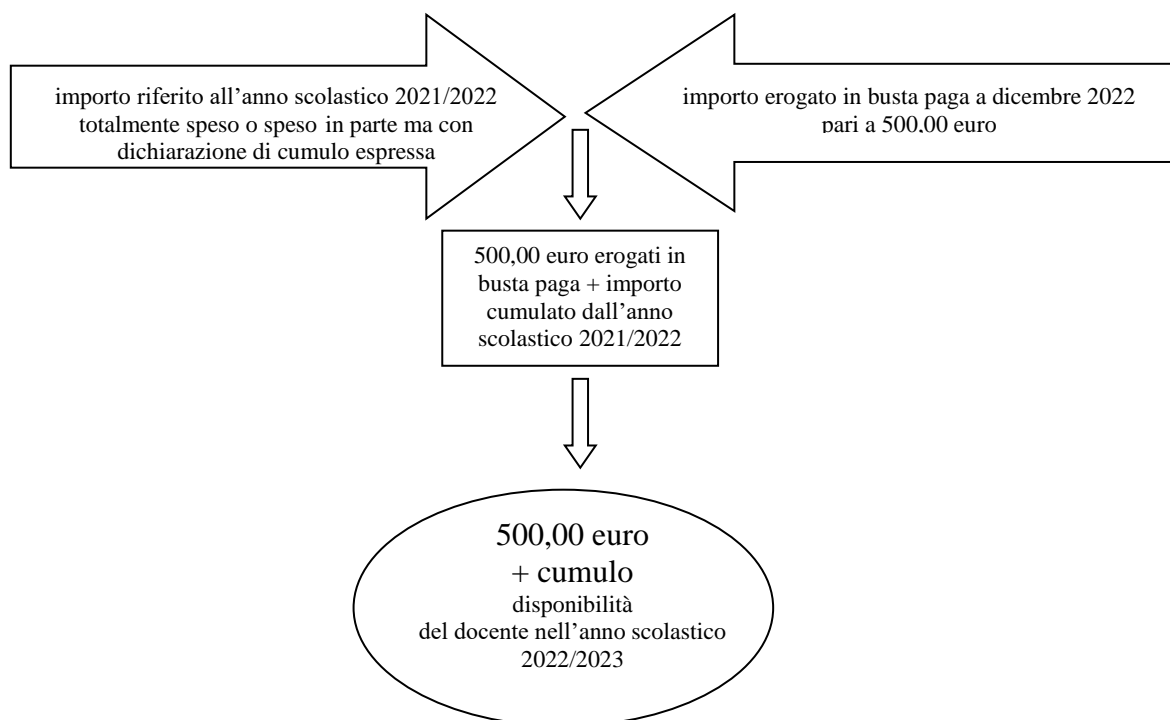 importo riferito all’anno scolastico 2021/2022
totalmente speso o speso in parte ma con
dichiarazione di cumulo espressa
importo erogato in busta paga a dicembre 2022
pari a 500,00 euro
500,00 euro erogati in
busta paga + importo
cumulato dall’anno
scolastico 2021/2022
500,00 euro
+ cumulo
disponibilità
del docente nell’anno scolastico
2022/2023